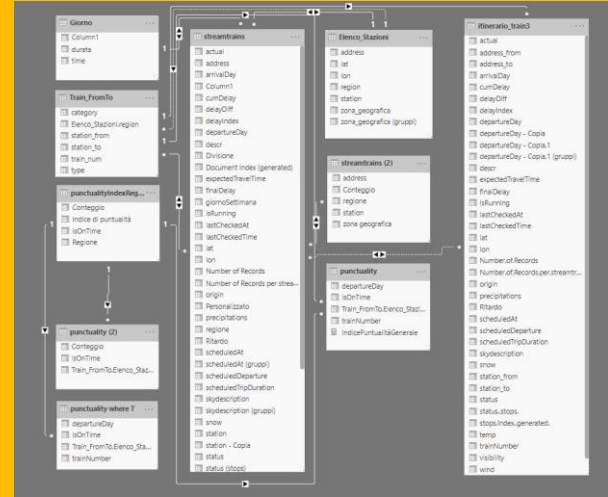 Giorno
Column1
durata
time
Train_FromTo
category
Elenco_Stazioni.region
station_from
station_to
train_num
type
punctualityIndexReg...
Conteggio
Indice di puntualità
isOnTime
Regione
punctuality (2)
Conteggio
isOnTime
Train_FromTo.Elenco_Staz...
punctuality where T
departureDay
isOnTime
Train_FromTo.Elenco_Sta...
trainNumber
streamtrains
actual
address
arrivalDay
Column1
cumDelay
delayDiff
delayIndex
departureDay
descr
Divisione
Document Index (generated)
expectedTravelTime
finalDelay
giornoSettimana
isRunning
lastCheckedAt
lastCheckedTime
lat
lon
Number of Records
Number of Records per strea...
origin
Personalizzato
precipitations
regione
Ritardo
scheduledAt
scheduledAt (gruppi)
scheduledDeparture
scheduledTripDuration
skydescription
skydescription (gruppi)
snow
station
station - Copia
status
status (stops)
Elenco_Stazioni
address
lat
lon
region
station
zona_geografica
zona_geografica (gruppi)
streamtrains (2)
address
Conteggio
regione
station
zona geografica
punctuality
departureDay
isOnTime
Train_FromTo.Elenco_Stazi...
trainNumber
IndicePuntualitàGenerale
itinerario_train3
actual
address_from
address_to
arrivalDay
cumDelay
delayDiff
delayIndex
departureDay
departureDay - Copia
departureDay - Copia.1
departureDay - Copia.1 (gruppi)
descr
expectedTravelTime
finalDelay
isRunning
lastCheckedAt
lastCheckedTime
lat
lon
Number.of.Records
Number.of.Records.per.streamtr...
origin
precipitations
Ritardo
scheduledAt
scheduledDeparture
scheduledTripDuration
skydescription
snow
station_from
station_to
status
status.stops.
stops.Index.generated.
temp
trainNumber
visibility
wind